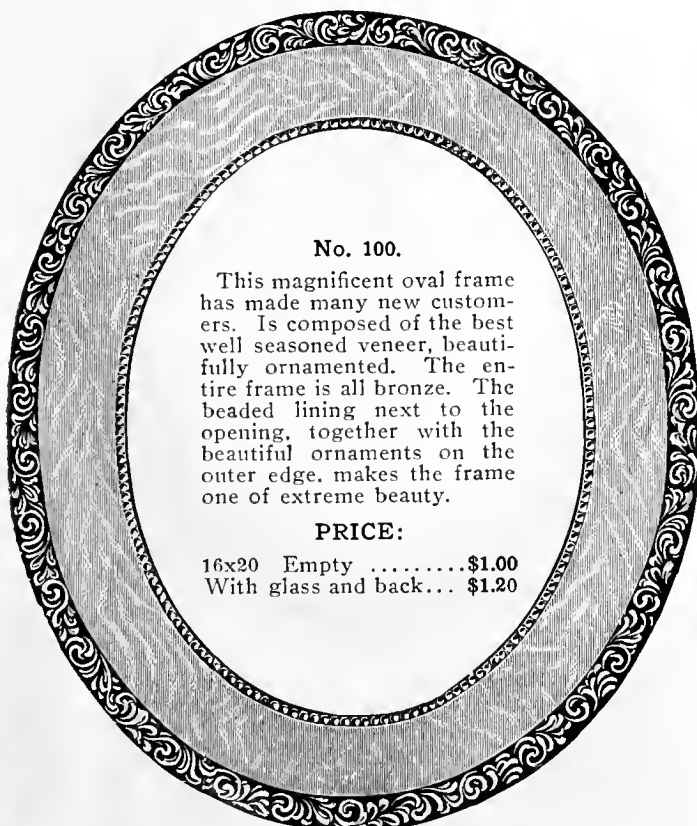 No. 100.
This magnificent oval frame
has made many new custom-
ers. Is composed of the best
well seasoned veneer, beauti-
fully ornamented. The en-
tire frame is all bronze. The
beaded lining next to the
opening, together with the
beautiful ornaments on the
outer edge. makes the frame
one of extreme beauty.
PRICE:
16x20 Empty .........$1.00
With glass and back... $1.20